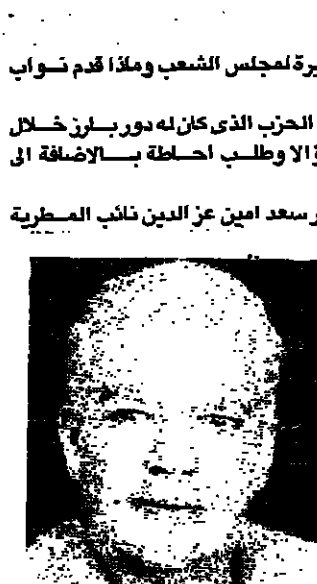 يرة لمجلس الشعب وماذا قدم نواب
الحزب الذى كان له دور بارز خلال
ؤالا وطلب احاطة بالاضافة الى
ر سعد امين عز الدين نائب المطرية